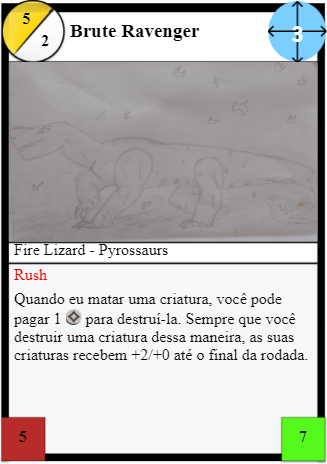 5
2
Brute Ravenger
3
Fire Lizard - Pyrossaurs
Rush
Quando eu matar uma criatura, você pode
pagar 1 para destruí-la. Sempre que você
destruir uma criatura dessa maneira, as suas
criaturas recebem +2/+0 até o final da rodada.
5
7